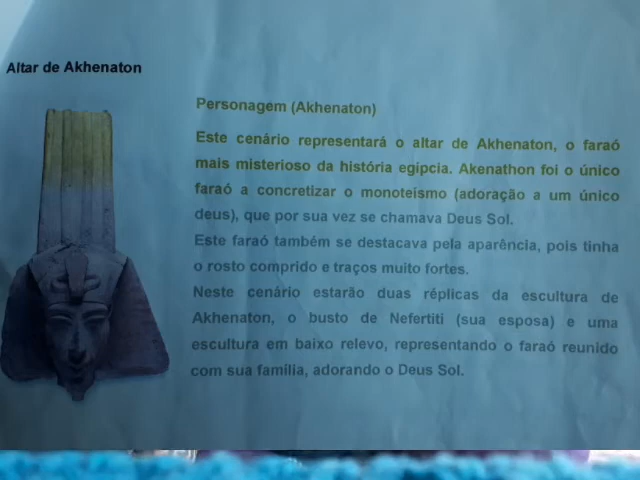 Altar de Akhenaton
Personagem (Akhenaton)
Este cenário representará o altar de Akhenaton, o faraó
mais misterioso da história egípcia. Akenathon foi o único
faraó a concretizar o monoteísmo (adoração a um único
deus), que por sua vez se chamava Deus Sol.
Este faraó também se destacava pela aparência, pois tinha
o rosto comprido e traços muito fortes.
Neste cenário estarão duas réplicas da escultura de
Akhenaton, o busto de Nefertiti (sua esposa) e uma
escultura em baixo relevo, representando o faraó reunido
com sua família, adorando o Deus Sol.